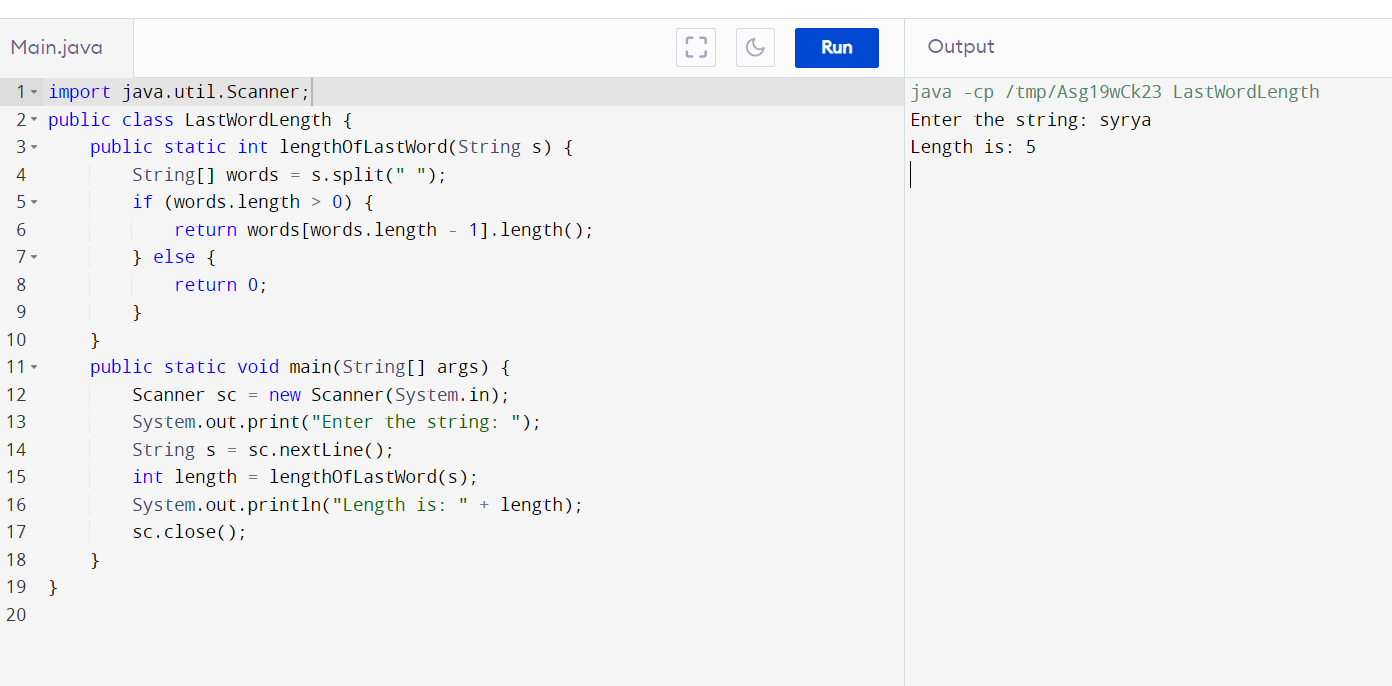 Main.java
Run
Output
1 import java.util.Scanner;
2 public class LastWordLength {
3     public static int lengthOfLastWord(String s) {
4         String[] words = s.split(" ");
5         if (words.length > 0) {
6             return words[words.length - 1].length();
7         } else {
8             return 0;
9         }
10     }
11     public static void main(String[] args) {
12         Scanner sc = new Scanner(System.in);
13         System.out.print("Enter the string: ");
14         String s = sc.nextLine();
15         int length = lengthOfLastWord(s);
16         System.out.println("Length is: " + length);
17         sc.close();
18     }
19 }
20
java -cp /tmp/Asg19wCk23 LastWordLength
Enter the string: syrya
Length is: 5